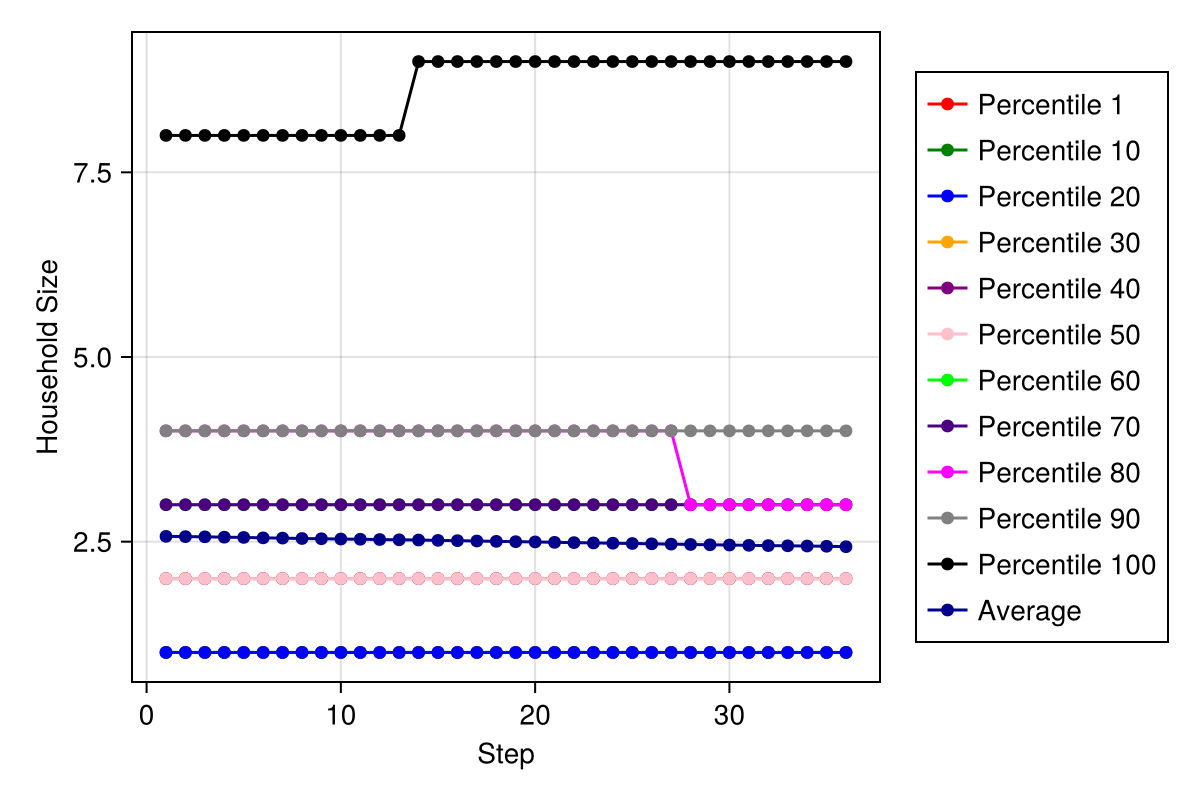 7.5
5.0
2.5
Household Size
0 10 20 30
Step
Percentile 1
Percentile 10
Percentile 20
Percentile 30
Percentile 40
Percentile 50
Percentile 60
Percentile 70
Percentile 80
Percentile 90
Percentile 100
Average